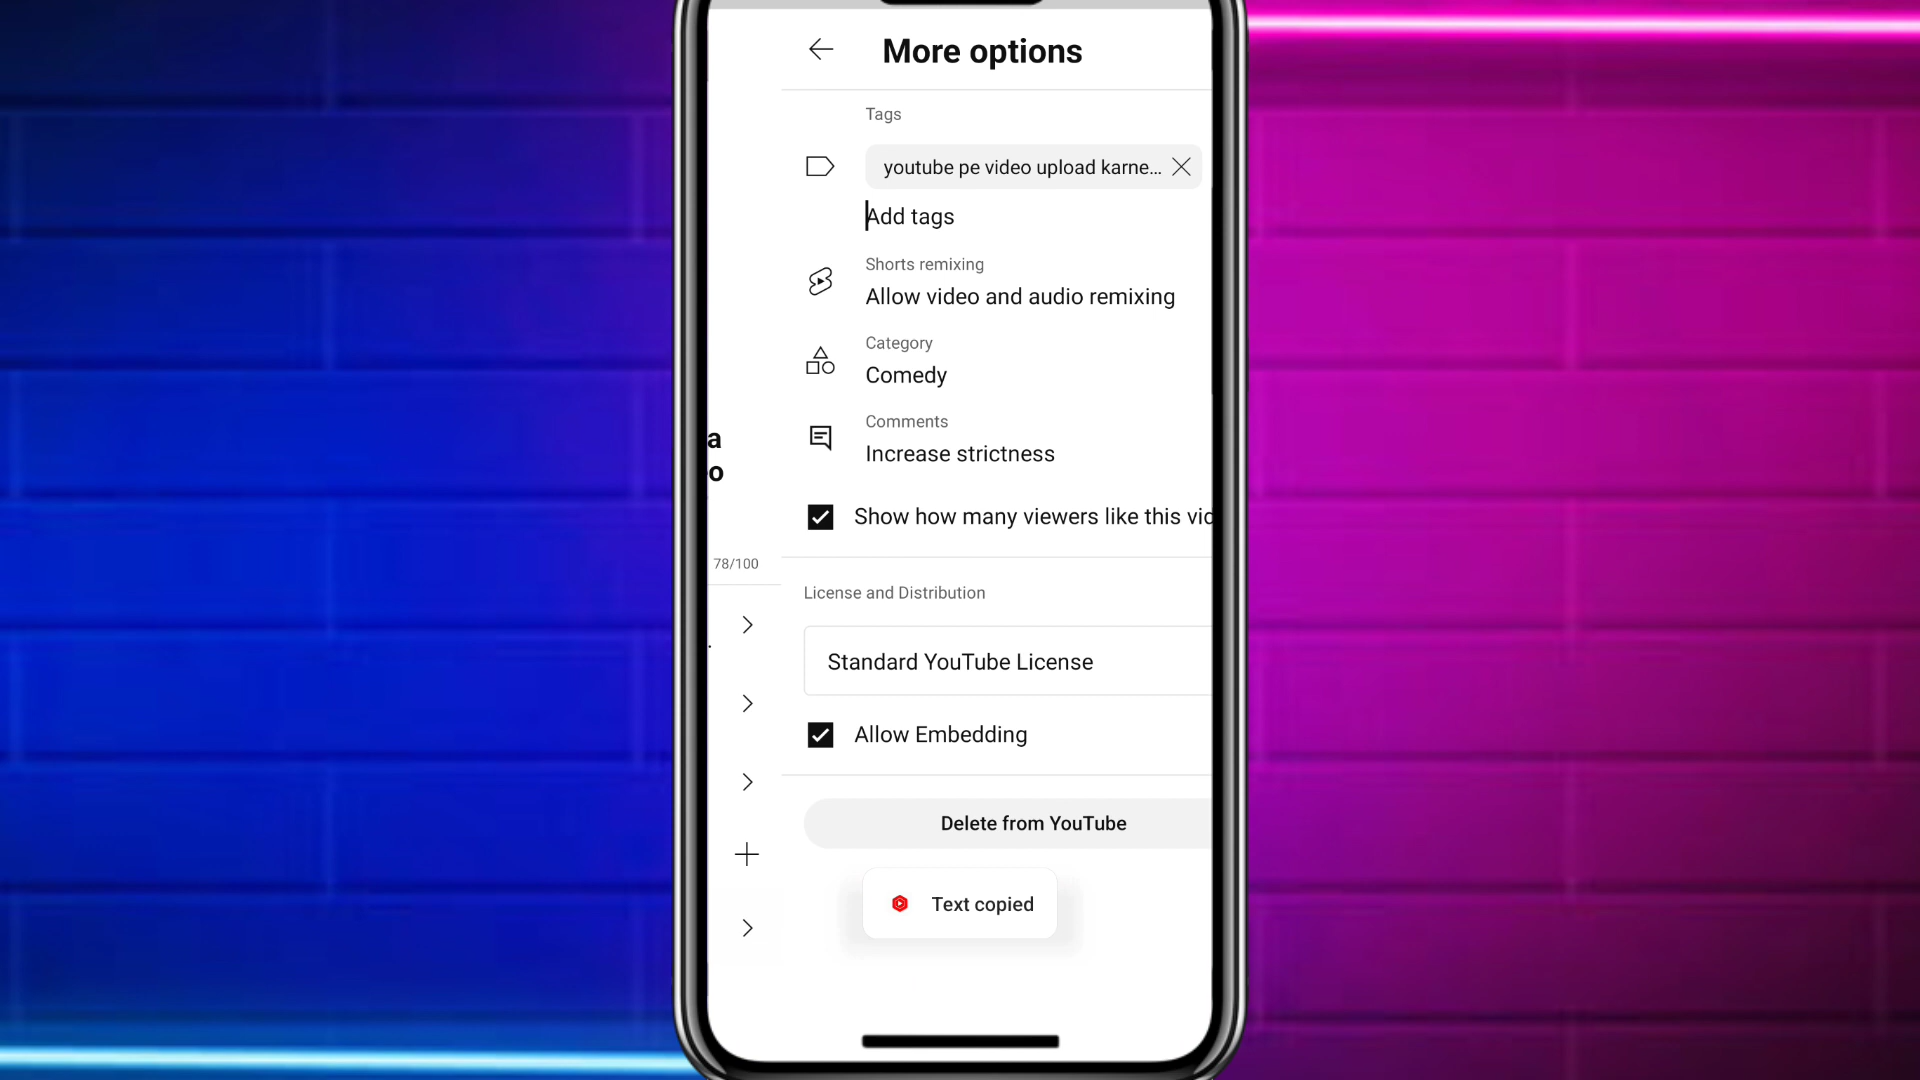 More options
Tags
youtube pe video upload karne...
Add tags
Shorts remixing
Allow video and audio remixing
Category
Comedy
a
o
Comments
Increase strictness
Show how many viewers like this vid
78/100
License and Distribution
Standard YouTube License
Allow Embedding
Delete from YouTube
Text copied